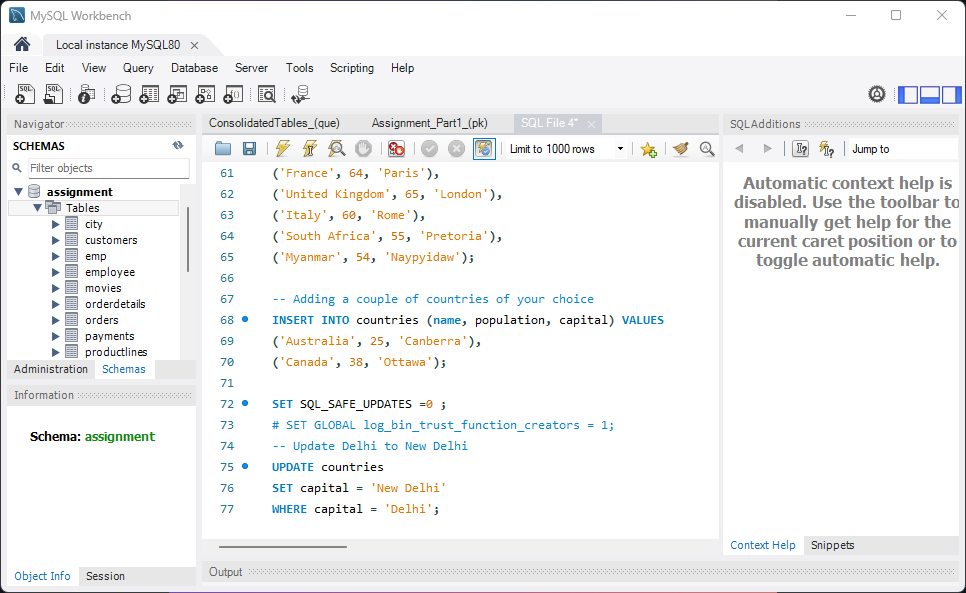 MySQL Workbench
Local instance MySQL80
File Edit View Query Database Server Tools Scripting Help
SQL SQL
Navigator
SCHEMAS
Filter objects
assignment
Tables
city
customers
emp
employee
movies
orderdetails
orders
payments
productlines
Administration Schemas
Information
Schema: assignment
Object Info Session
ConsolidatedTables_(que) Assignment_Part1_(pk) SQL File 4*
Limit to 1000 rows
61 ('France', 64, 'Paris'),
62 ('United Kingdom', 65, 'London'),
63 ('Italy', 60, 'Rome'),
64 ('South Africa', 55, 'Pretoria'),
65 ('Myanmar', 54, 'Naypyidaw');
66
67 -- Adding a couple of countries of your choice
68 INSERT INTO countries (name, population, capital) VALUES
69 ('Australia', 25, 'Canberra'),
70 ('Canada', 38, 'Ottawa');
71
72 SET SQL_SAFE_UPDATES =0 ;
73 # SET GLOBAL log_bin_trust_function_creators = 1;
74 -- Update Delhi to New Delhi
75 UPDATE countries
76 SET capital = 'New Delhi'
77 WHERE capital = 'Delhi';
Output
SQLAdditions
Jump to
Automatic context help is
disabled. Use the toolbar to
manually get help for the
current caret position or to
toggle automatic help.
Context Help Snippets